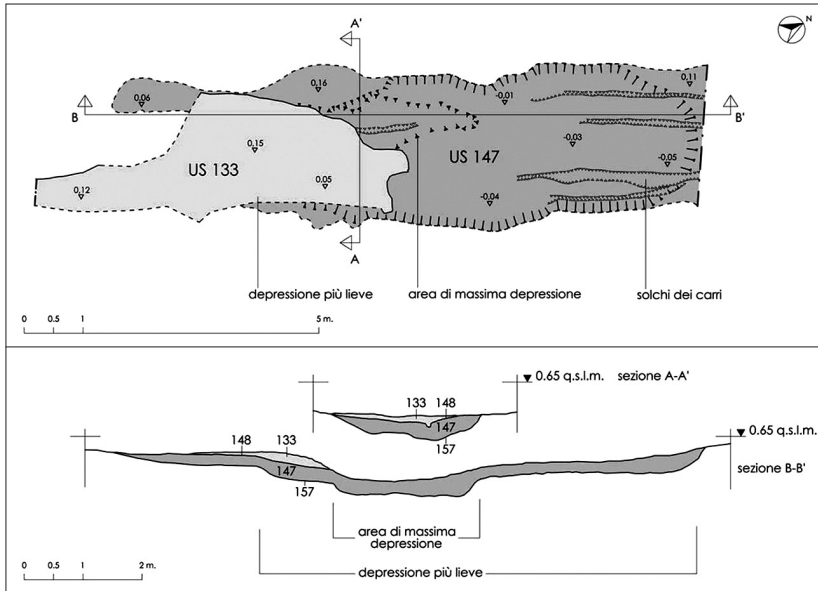 N
A'
0,06
0,16
-0,01
0,11
B
B'
0,15
US 133
US 147
-0,03
-0,05
0,05
0,12
-0,04
A
depressione più lieve
area di massima depressione
solchi dei carri
0 0.5 1 5 m.
0.65 q.s.l.m. sezione A-A'
133 148
147
157
0.65 q.s.l.m.
148 133
sezione B-B'
147
157
area di massima
depressione
0 0.5 1 2 m.
depressione più lieve